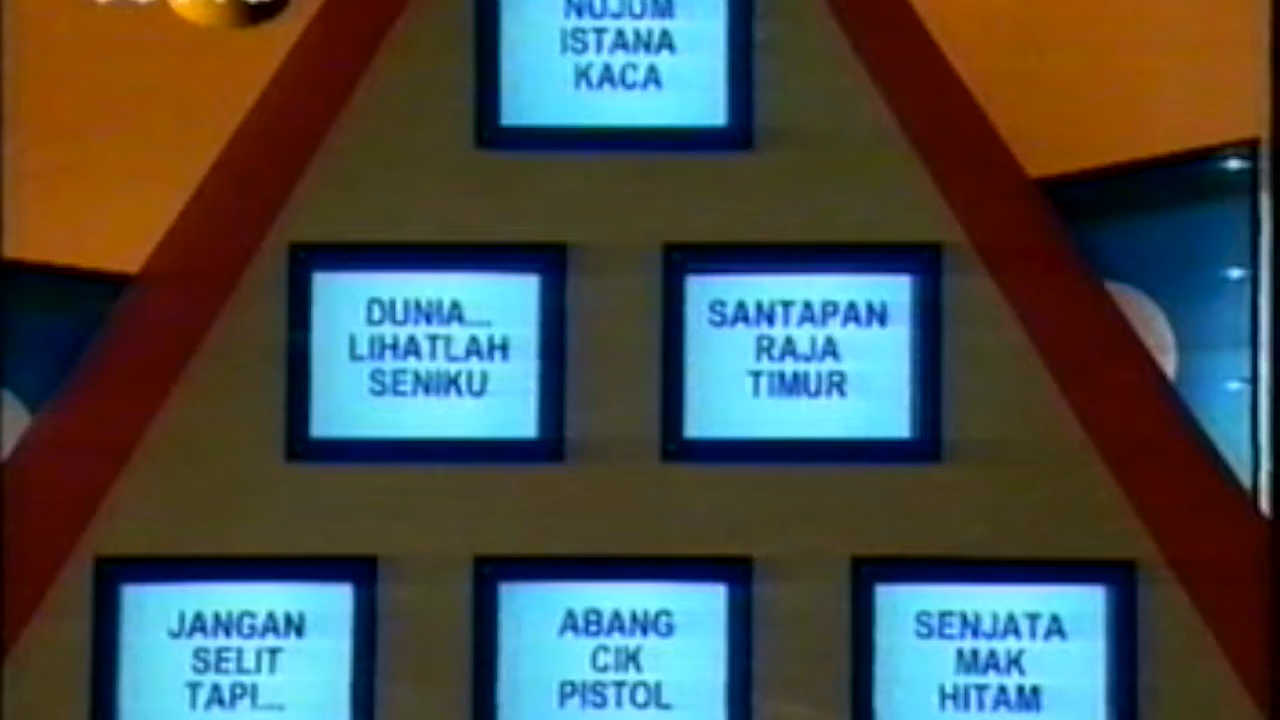 NUJUM
ISTANA
KACA
DUNIA...
LIHATLAH
SENIKU
SANTAPAN
RAJA
TIMUR
JANGAN
SELIT
TAPI...
ABANG
CIK
PISTOL
SENJATA
MAK
HITAM